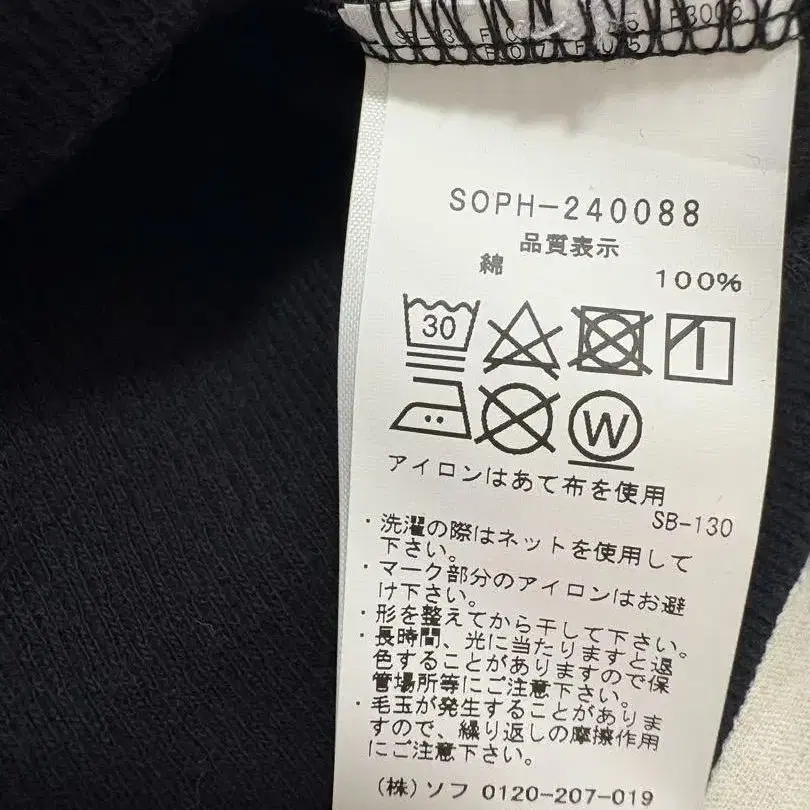 SOPH-240088
品質表示
綿 100%
30
W
アイロンはあて布を使用
SB-130
・洗濯の際はネットを使用して
下さい。
・マーク部分のアイロンはお避
け下さい。
・形を整えてから干して下さい。
・長時間、光に当たりますと退
色することがありますので保
管場所等にご注意下さい。
・毛玉が発生することがありま
すので、繰り返しの摩擦作用
にご注意下さい。
(株)ソフ 0120-207-019